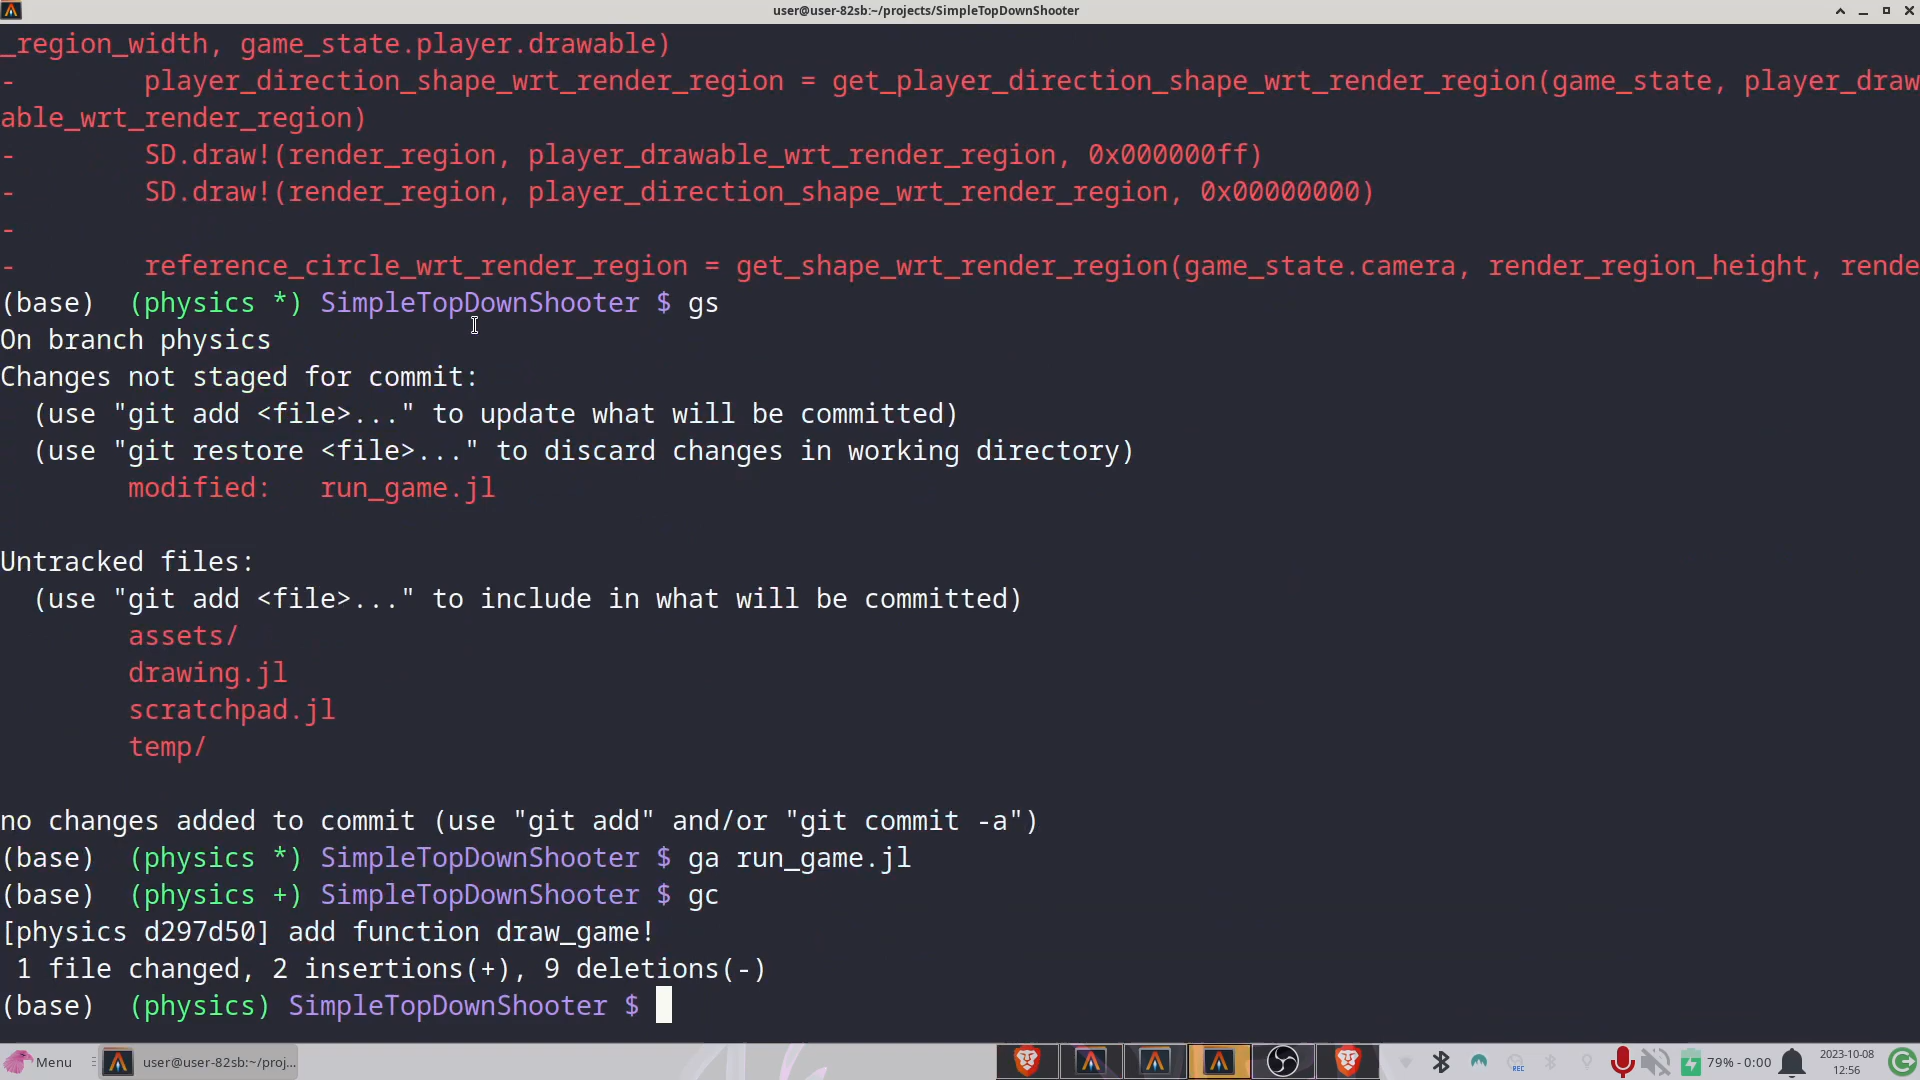 user@user-82sb:~/projects/SimpleTopDownShooter
_region_width, game_state.player.drawable)
-        player_direction_shape_wrt_render_region = get_player_direction_shape_wrt_render_region(game_state, player_draw
able_wrt_render_region)
-        SD.draw!(render_region, player_drawable_wrt_render_region, 0x000000ff)
-        SD.draw!(render_region, player_direction_shape_wrt_render_region, 0x00000000)
-
-        reference_circle_wrt_render_region = get_shape_wrt_render_region(game_state.camera, render_region_height, rende
(base)  (physics *) SimpleTopDownShooter $ gs
On branch physics
Changes not staged for commit:
  (use "git add <file>..." to update what will be committed)
  (use "git restore <file>..." to discard changes in working directory)
        modified:   run_game.jl
Untracked files:
  (use "git add <file>..." to include in what will be committed)
        assets/
        drawing.jl
        scratchpad.jl
        temp/
no changes added to commit (use "git add" and/or "git commit -a")
(base)  (physics *) SimpleTopDownShooter $ ga run_game.jl
(base)  (physics +) SimpleTopDownShooter $ gc
[physics d297d50] add function draw_game!
 1 file changed, 2 insertions(+), 9 deletions(-)
(base)  (physics) SimpleTopDownShooter $
Menu
user@user-82sb:~/proj...
REC
79% - 0:00
2023-10-08
12:56